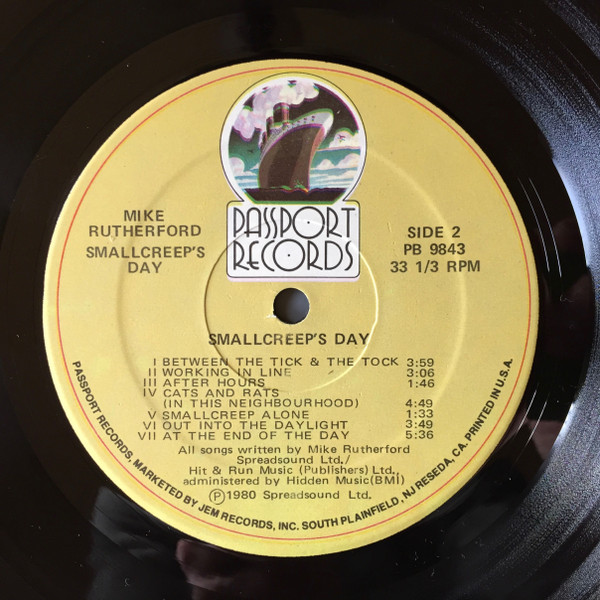 PASSPORT
RECORDS
MIKE
RUTHERFORD
SMALLCREEP'S
DAY
SIDE 2
PB 9843
33 1/3 RPM
SMALLCREEP'S DAY
I BETWEEN THE TICK & THE TOCK 3:59
II WORKING IN LINE 3:06
III AFTER HOURS 1:46
IV CATS AND RATS
(IN THIS NEIGHBOURHOOD) 4:49
V SMALLCREEP ALONE 1:33
VI OUT INTO THE DAYLIGHT 3:49
VII AT THE END OF THE DAY 5:36
All songs written by Mike Rutherford
Spreadsound Ltd./
Hit & Run Music (Publishers) Ltd.,
administered by Hidden Music(BMI)
Ⓟ1980 Spreadsound Ltd.
PASSPORT RECORDS, MARKETED BY JEM RECORDS, INC. SOUTH PLAINFIELD, NJ RESEDA, CA. PRINTED IN U.S.A.